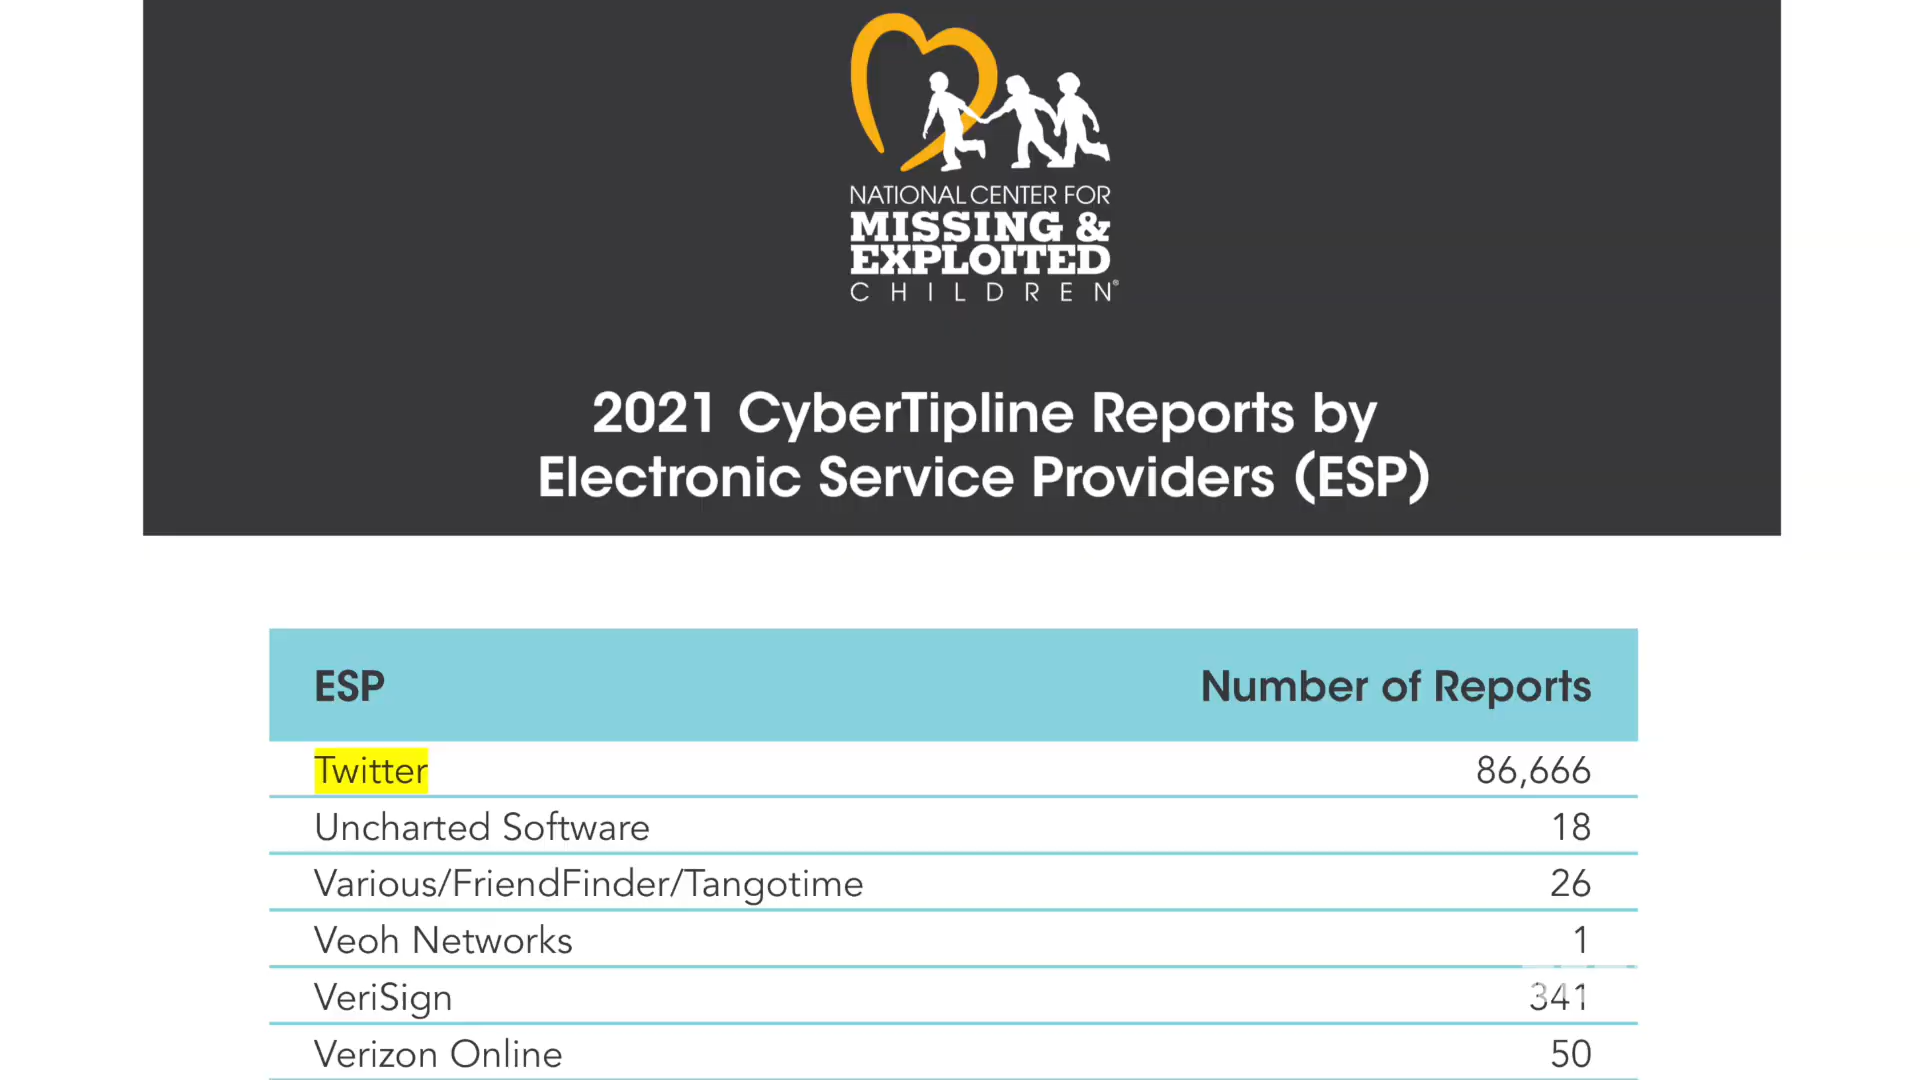 NATIONAL CENTER FOR
MISSING &
EXPLOITED
CHILDREN®
2021 CyberTipline Reports by
Electronic Service Providers (ESP)
ESP Number of Reports
Twitter 86,666
Uncharted Software 18
Various/FriendFinder/Tangotime 26
Veoh Networks 1
VeriSign 341
Verizon Online 50